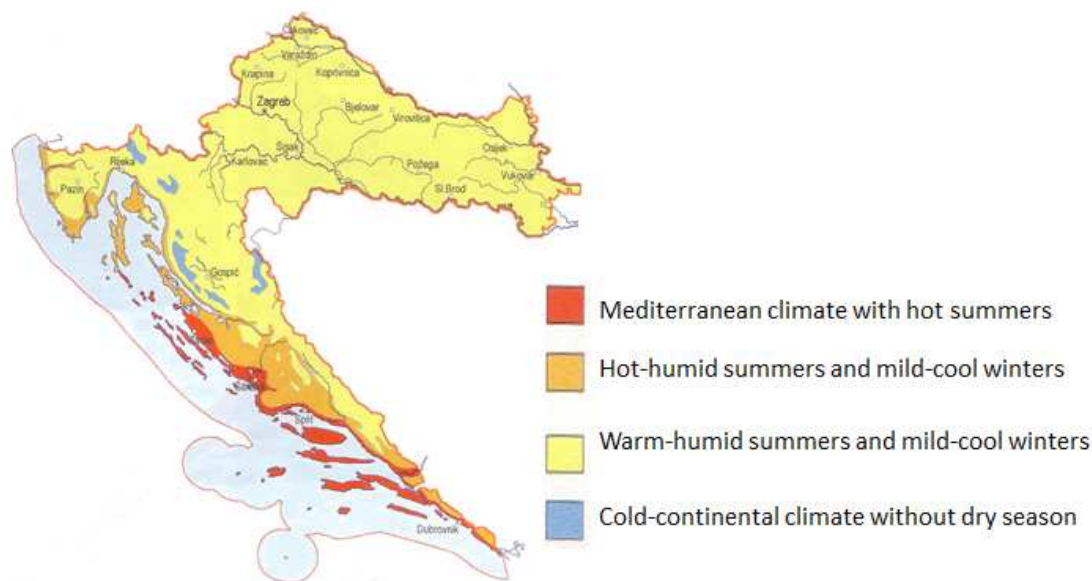 Čakovec
Varaždin
Krapina
Koprivnica
Zagreb
Bjelovar
Virovitica
Sisak
Osijek
Rijeka
Karlovac
Požega
Vukovar
Pazin
Sl.Brod
Gospić
Mediterranean climate with hot summers
Hot-humid summers and mild-cool winters
Split
Warm-humid summers and mild-cool winters
Cold-continental climate without dry season
Dubrovnik